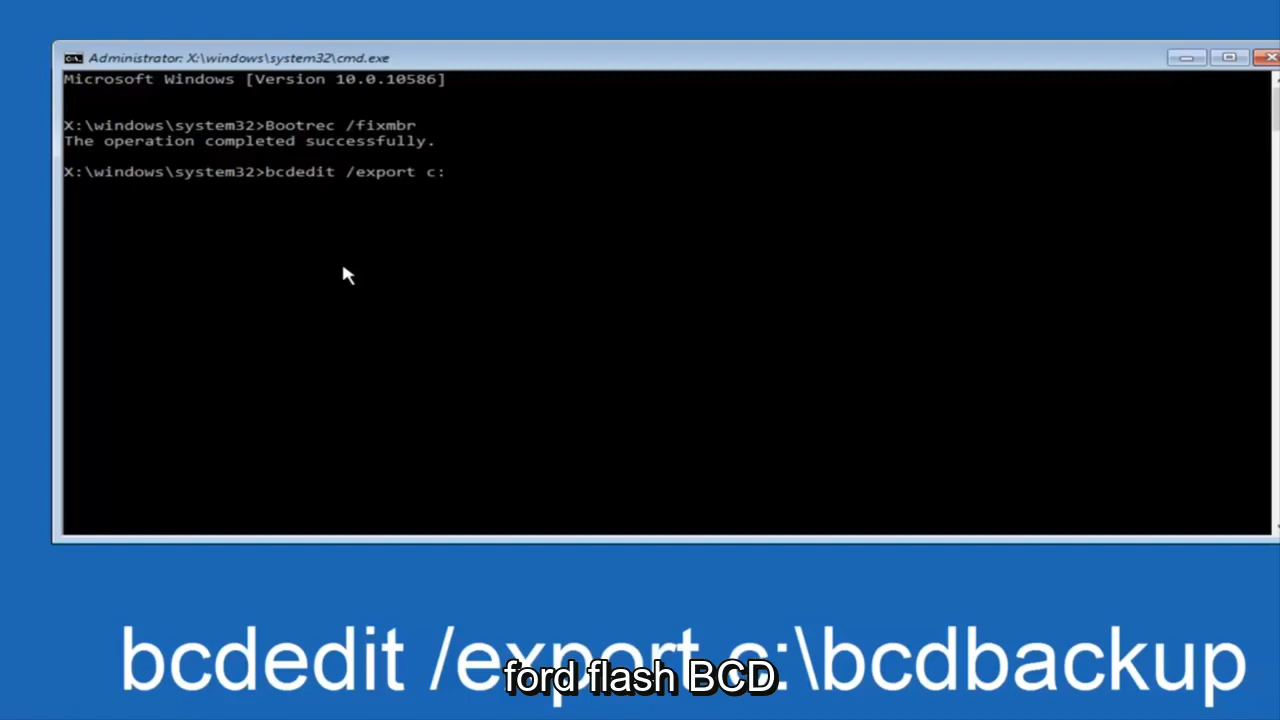 Administrator: X:\windows\system32\cmd.exe
Microsoft Windows [Version 10.0.10586]
X:\windows\system32>Bootrec /fixmbr
The operation completed successfully.
X:\windows\system32>bcdedit /export c:
bcdedit /export c:\bcdbackup
ford flash BCD